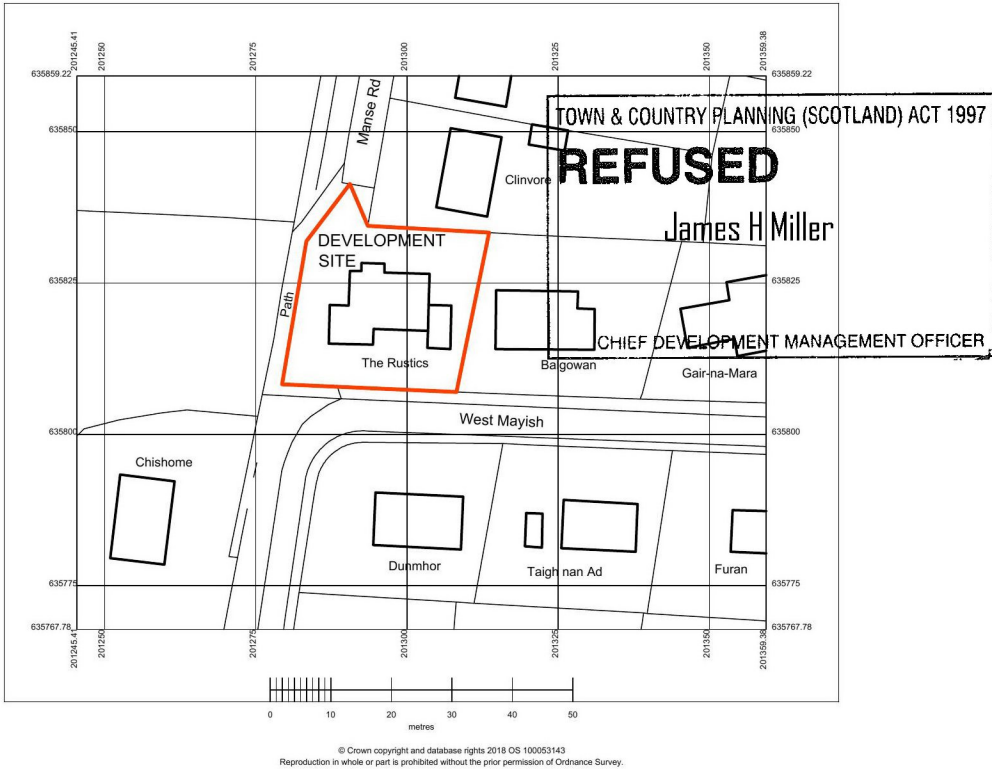 201245.41
201250
201275
201300
201325
201350
201359.38
635859.22
635859.22
Manse Rd
TOWN & COUNTRY PLANNING (SCOTLAND) ACT 1997
635850
635850
REFUSED
Clinvore
James H Miller
DEVELOPMENT
SITE
635825
635825
Path
CHIEF DEVELOPMENT MANAGEMENT OFFICER
The Rustics
Balgowan
Gair-na-Mara
West Mayish
635800
635800
Chishome
Dunmhor
Taigh nan Ad
Furan
635775
635775
635767.78
635767.78
201245.41
201250
201275
201300
201325
201350
201359.38
0 10 20 30 40 50
metres
© Crown copyright and database rights 2018 OS 100053143
Reproduction in whole or part is prohibited without the prior permission of Ordnance Survey.